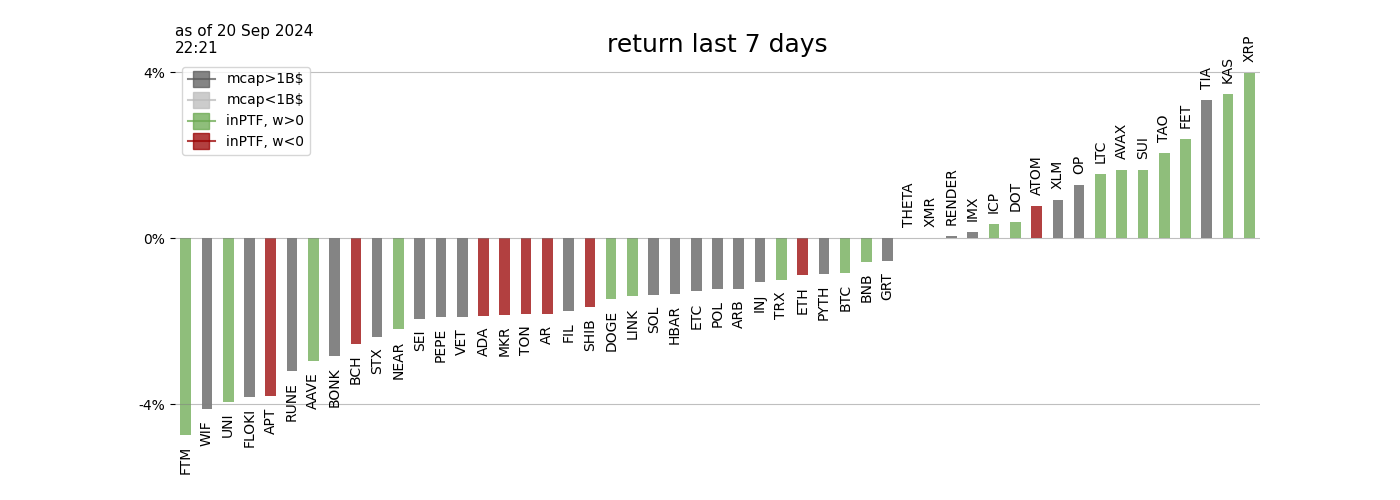 as of 20 Sep 2024
22:21
return last 7 days
4%
0%
-4%
mcap>1B$
mcap<1B$
inPTF, w>0
inPTF, w<0
FTM
WIF
UNI
FLOKI
APT
RUNE
AAVE
BONK
BCH
STX
NEAR
SEI
PEPE
VET
ADA
MKR
TON
AR
FIL
SHIB
DOGE
LINK
SOL
HBAR
ETC
POL
ARB
INJ
TRX
ETH
PYTH
BTC
BNB
GRT
THETA
XMR
RENDER
IMX
ICP
DOT
ATOM
XLM
OP
LTC
AVAX
SUI
TAO
FET
TIA
KAS
XRP